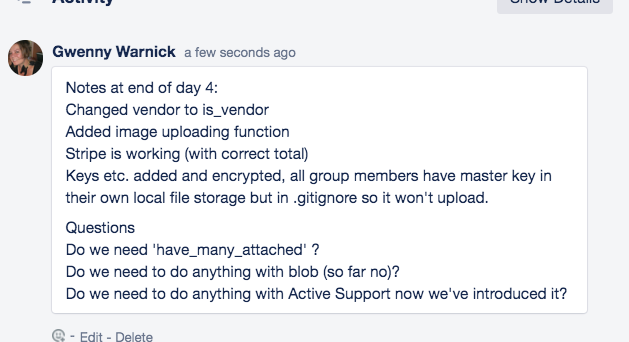 Activity
Show Details
Gwenny Warnick a few seconds ago
Notes at end of day 4:
Changed vendor to is_vendor
Added image uploading function
Stripe is working (with correct total)
Keys etc. added and encrypted, all group members have master key in
their own local file storage but in .gitignore so it won't upload.
Questions
Do we need 'have_many_attached' ?
Do we need to do anything with blob (so far no)?
Do we need to do anything with Active Support now we've introduced it?
- Edit - Delete